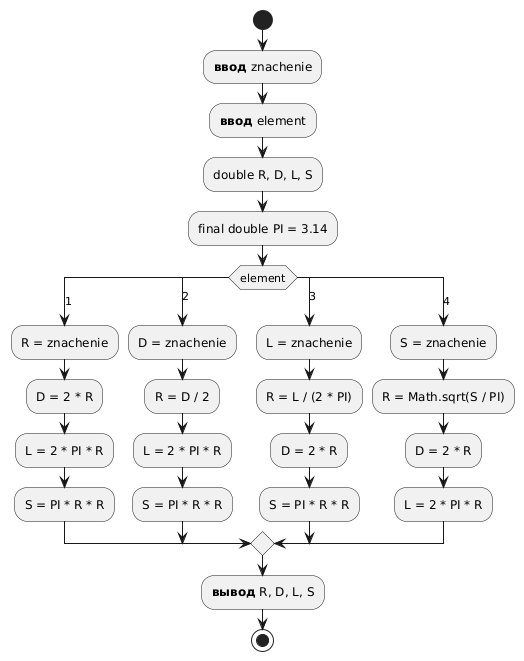 ввод znachenie
ввод element
double R, D, L, S
final double PI = 3.14
element
1
2
3
4
R = znachenie
D = znachenie
L = znachenie
S = znachenie
D = 2 * R
R = D / 2
R = L / (2 * PI)
R = Math.sqrt(S / PI)
L = 2 * PI * R
L = 2 * PI * R
D = 2 * R
D = 2 * R
S = PI * R * R
S = PI * R * R
S = PI * R * R
L = 2 * PI * R
вывод R, D, L, S